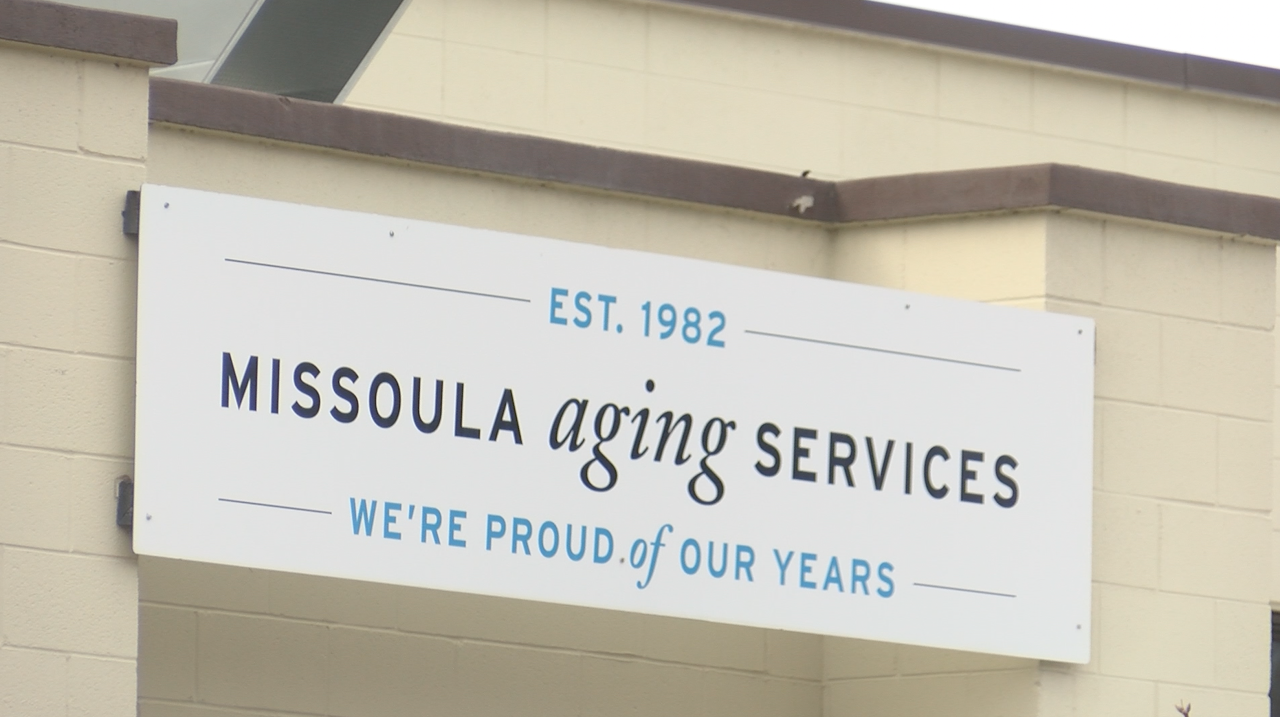 EST. 1982
MISSOULA aging SERVICES
WE'RE PROUD of OUR YEARS